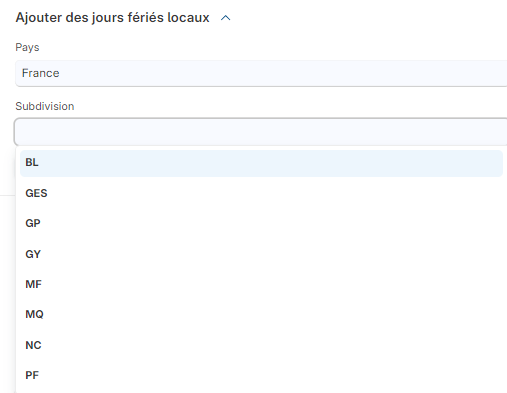 Ajouter des jours fériés locaux
Pays
France
Subdivision
BL
GES
GP
GY
MF
MQ
NC
PF